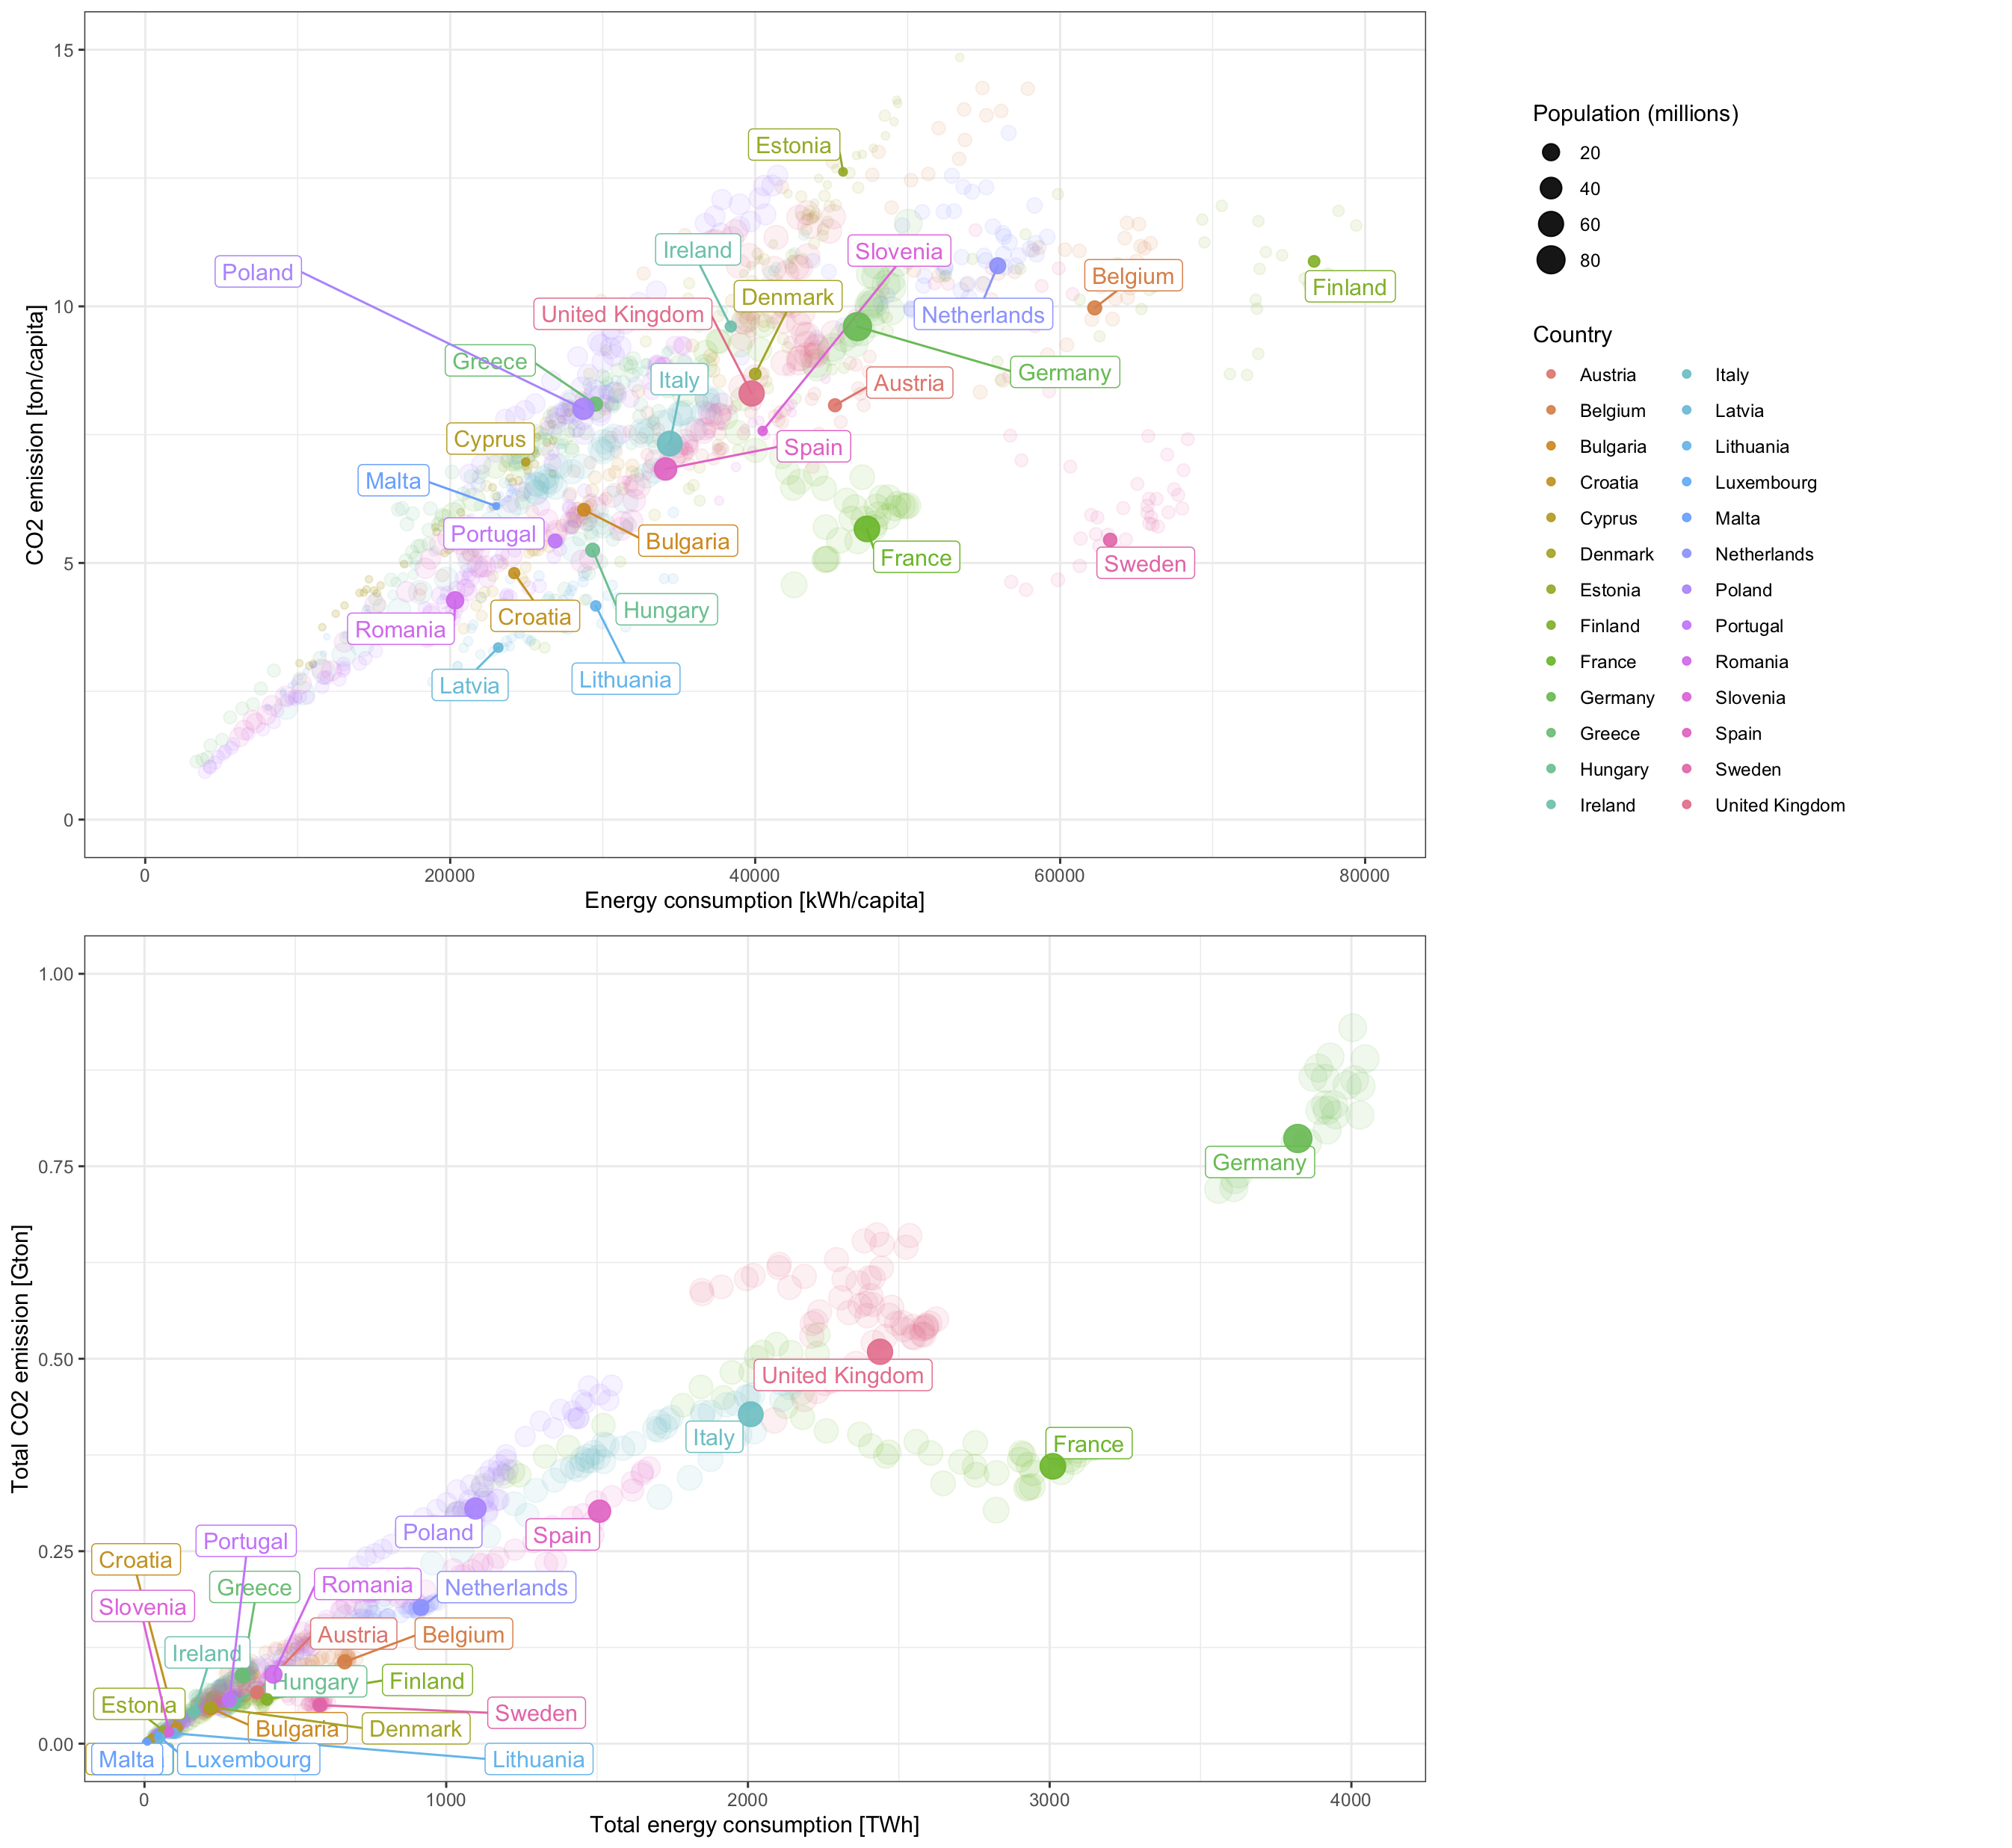 15
10
5
0
CO2 emission [ton/capita]
Estonia
Ireland
Slovenia
Poland
Belgium
Finland
Denmark
United Kingdom
Netherlands
Greece
Italy
Germany
Austria
Cyprus
Spain
Malta
Portugal
Bulgaria
France
Sweden
Hungary
Croatia
Romania
Latvia
Lithuania
0
20000
40000
60000
80000
Energy consumption [kWh/capita]
Population (millions)
20
40
60
80
Country
Austria
Belgium
Bulgaria
Croatia
Cyprus
Denmark
Estonia
Finland
France
Germany
Greece
Hungary
Ireland
Italy
Latvia
Lithuania
Luxembourg
Malta
Netherlands
Poland
Portugal
Romania
Slovenia
Spain
Sweden
United Kingdom
1.00
0.75
0.50
0.25
0.00
Total CO2 emission [Gton]
Germany
United Kingdom
Italy
France
Poland
Spain
Portugal
Croatia
Greece
Romania
Netherlands
Slovenia
Austria
Belgium
Ireland
Hungary
Finland
Estonia
Sweden
Bulgaria
Denmark
Malta
Luxembourg
Lithuania
0
1000
2000
3000
4000
Total energy consumption [TWh]